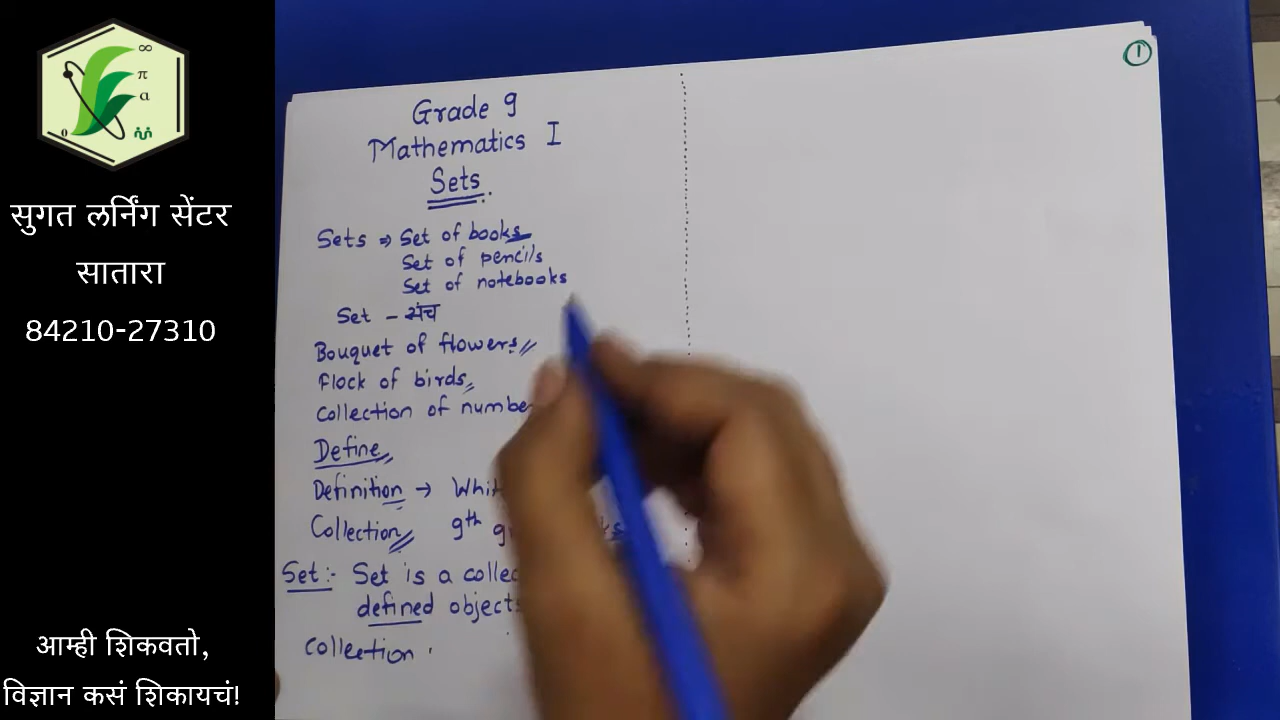 ∞
π
α
सुगत लर्निंग सेंटर
सातारा
84210-27310
आम्ही शिकवतो,
विज्ञान कसं शिकायचं!
1
Grade 9
Mathematics I
Sets
Sets ⇒ Set of books
Set of pencils
Set of notebooks
Set - संच
Bouquet of flowers
Flock of birds
Collection of
Define
Definition →
Collection 9th
Set :- Set is a
defined
collection